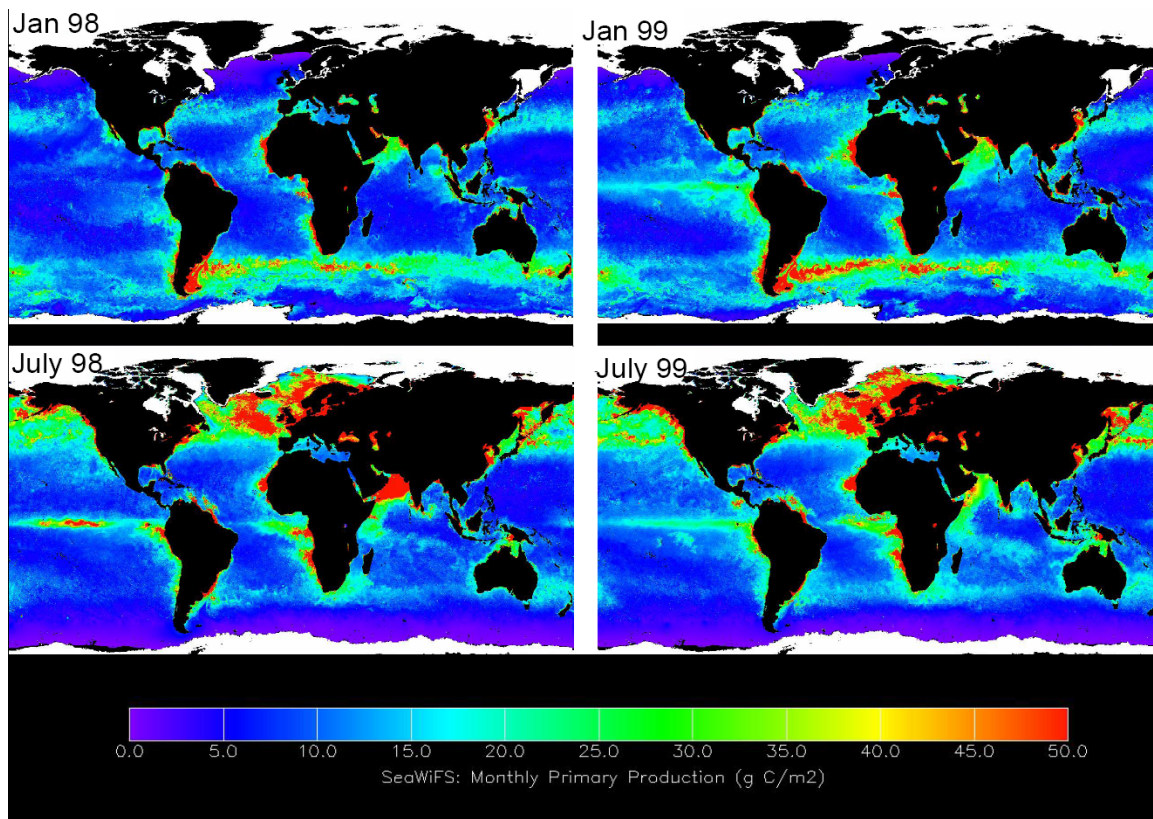 Jan 98
Jan 99
July 98
July 99
0.0 5.0 10.0 15.0 20.0 25.0 30.0 35.0 40.0 45.0 50.0
SeaWiFS: Monthly Primary Production (g C/m2)